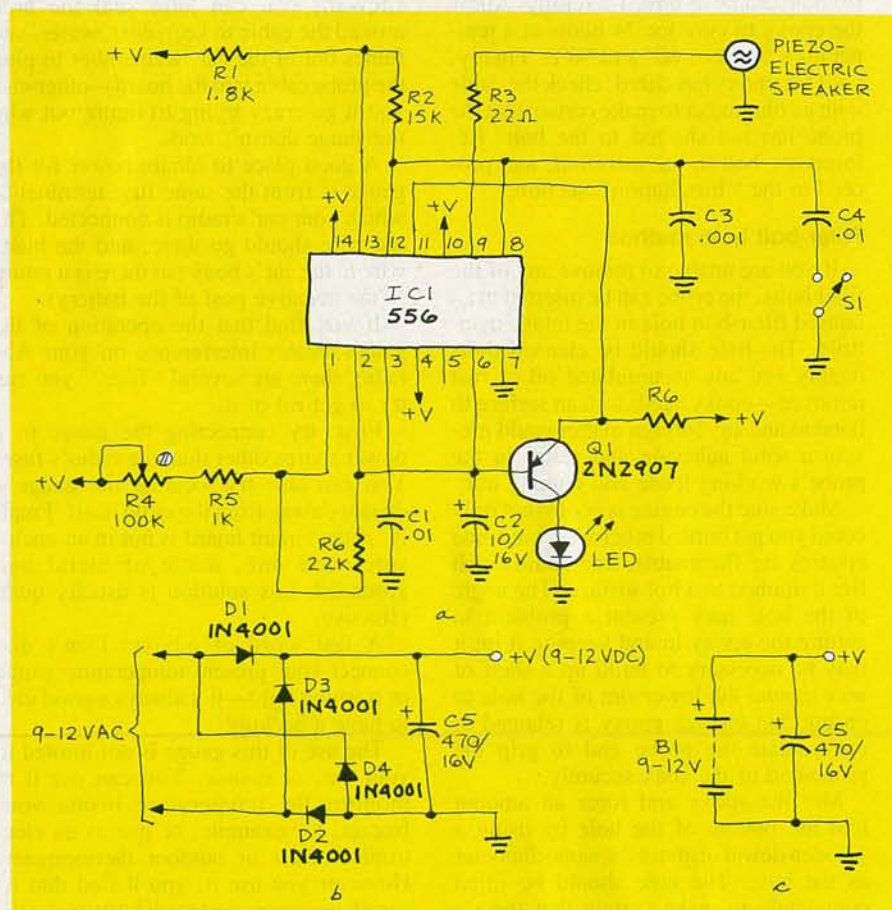 +V
R1
1.8K
R2
15K
R3
22Ω
PIEZO-
ELECTRIC
SPEAKER
+V
+V
C3
.001
C4
.01
S1
14 13 12 11 10 9 8
IC1
556
1 2 3 4 5 6 7
+V
R6
+V
Q1
2N2907
+V
R4
100K
R5
1K
C1
.01
C2
10/
16V
LED
R6
22K
a
D1
1N4001
+V (9-12VDC)
+V
D3
1N4001
9-12VAC
C5
470/
16V
D4
1N4001
B1
9-12V
C5
470/
16V
D2
1N4001
b
c